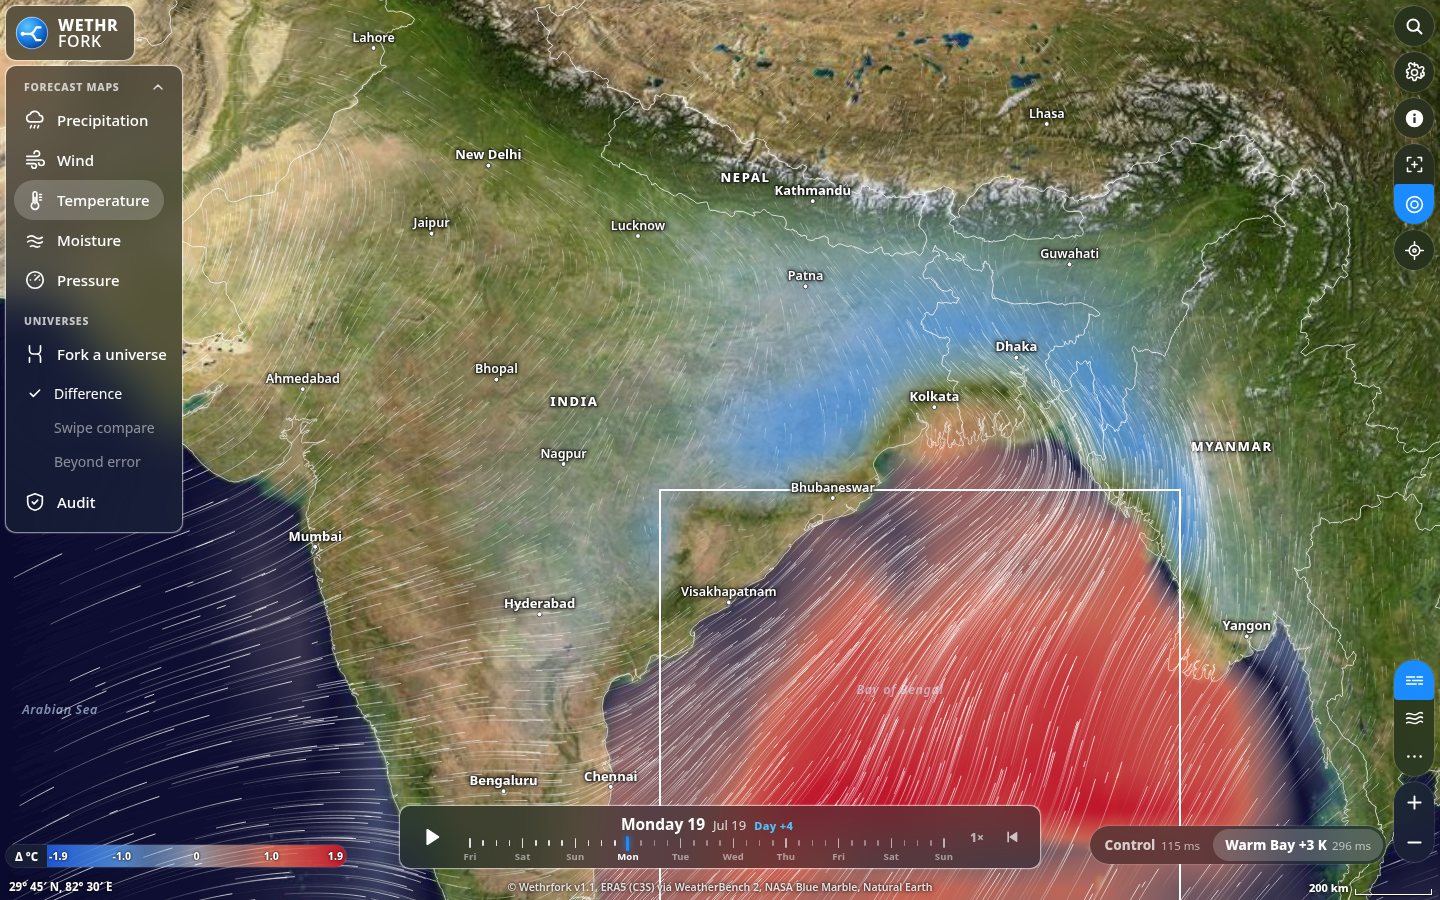 WETHR
FORK
FORECAST MAPS
Precipitation
Wind
Temperature
Moisture
Pressure
UNIVERSES
Fork a universe
Difference
Swipe compare
Beyond error
Audit
Lahore
Lhasa
New Delhi
NEPAL
Kathmandu
Jaipur
Lucknow
Guwahati
Patna
Dhaka
Bhopal
Ahmedabad
INDIA
Kolkata
MYANMAR
Nagpur
Bhubaneswar
Mumbai
Visakhapatnam
Hyderabad
Yangon
Bay of Bengal
Arabian Sea
Bengaluru
Chennai
Monday 19 Jul 19 Day +4
1×
Fri Sat Sun Mon Tue Wed Thu Fri Sat Sun
Control 115 ms Warm Bay +3 K 296 ms
Δ °C -1.9 -1.0 0 1.0 1.9
29° 45′ N, 82° 30′ E
© Wethrfork v1.1, ERA5 (C3S) via WeatherBench 2, NASA Blue Marble, Natural Earth
200 km